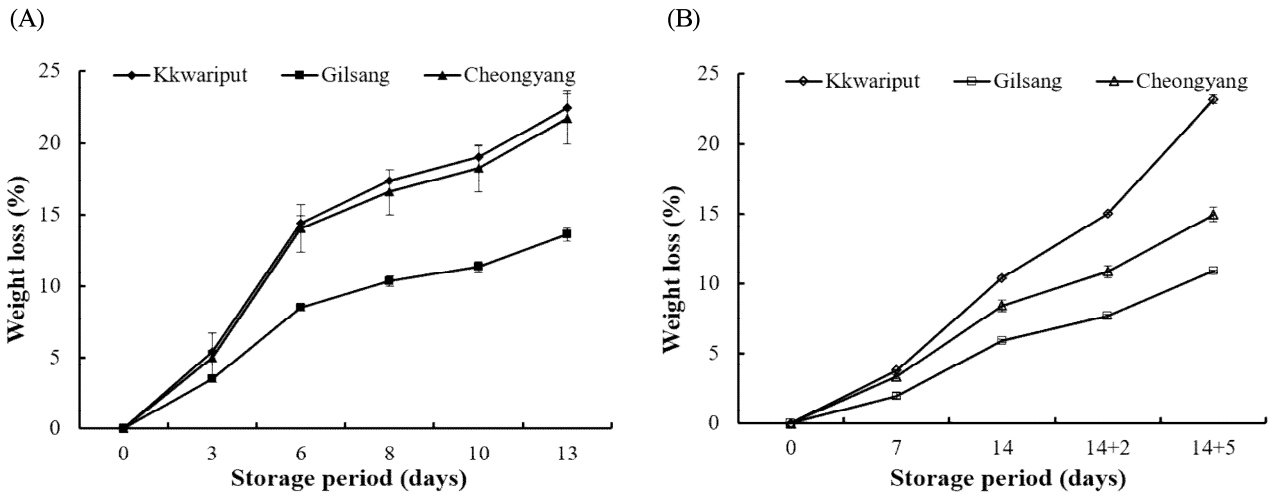 (A)
Kkwariput Gilsang Cheongyang
25
20
15
10
5
0
0 3 6 8 10 13
Weight loss (%)
Storage period (days)
(B)
Kkwariput Gilsang Cheongyang
25
20
15
10
5
0
0 7 14 14+2 14+5
Weight loss (%)
Storage period (days)